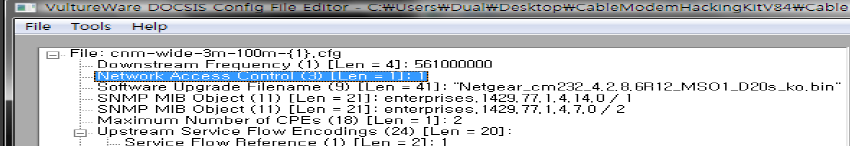 VultureWare DOCSIS Config File Editor - C:₩Users₩Dual₩Desktop₩CableModemHackingKitV84₩Cable
File Tools Help
File: cnm-wide-3m-100m-{1}.cfg
Downstream Frequency (1) [Len = 4]: 561000000
Network Access Control (3) [Len = 1]: 1
Software Upgrade Filename (9) [Len = 41]: "Netgear_cm232_4.2.8.6R12_MSO1_D20s_ko.bin"
SNMP MIB Object (11) [Len = 21]: enterprises.1429.77.1.4.14.0 / 1
SNMP MIB Object (11) [Len = 21]: enterprises.1429.77.1.4.7.0 / 2
Maximum Number of CPEs (18) [Len = 1]: 2
Upstream Service Flow Encodings (24) [Len = 20]:
Service Flow Reference (1) [Len = 2]: 1